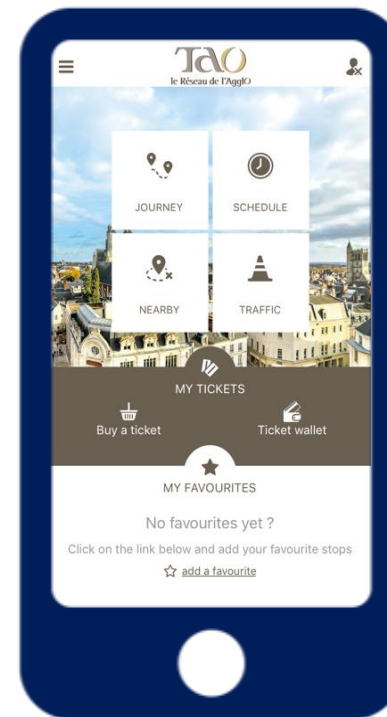 TAO
le Réseau de l'AgglO
JOURNEY
SCHEDULE
NEARBY
TRAFFIC
MY TICKETS
Buy a ticket
Ticket wallet
MY FAVOURITES
No favourites yet ?
Click on the link below and add your favourite stops
add a favourite